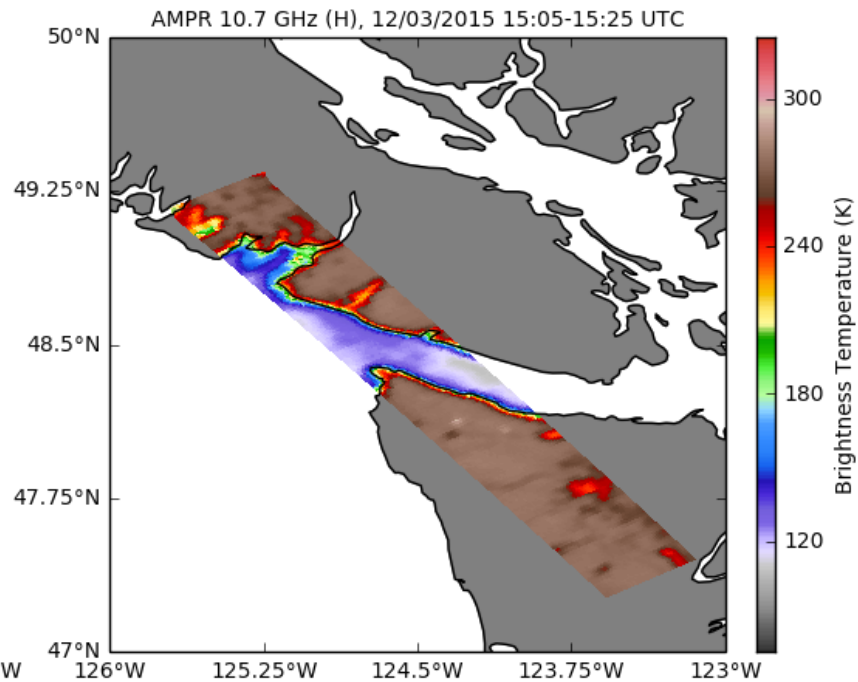 AMPR 10.7 GHz (H), 12/03/2015 15:05-15:25 UTC
50°N
49.25°N
48.5°N
47.75°N
47°N
W
126°W
125.25°W
124.5°W
123.75°W
123°W
300
240
180
120
Brightness Temperature (K)